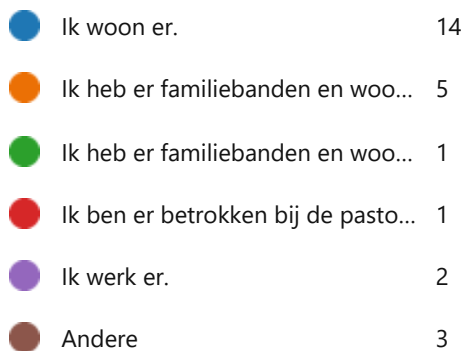 Ik woon er. 14
Ik heb er familiebanden en woo... 5
Ik heb er familiebanden en woo... 1
Ik ben er betrokken bij de pasto... 1
Ik werk er. 2
Andere 3